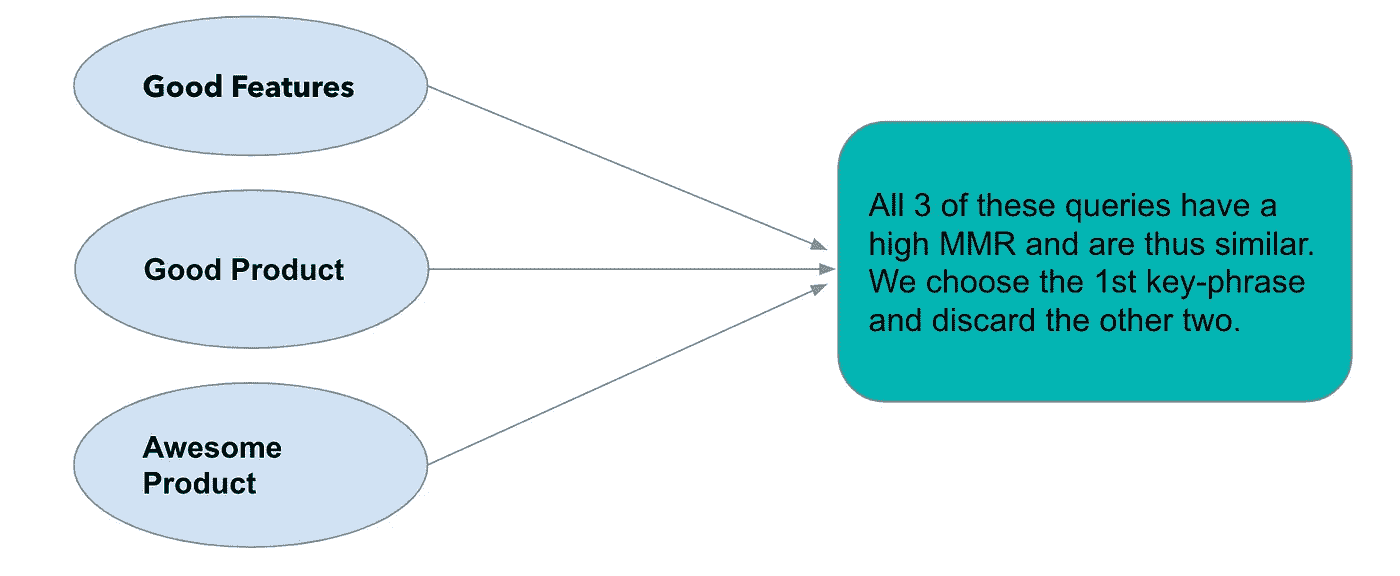 Good Features
Good Product
Awesome
Product
All 3 of these queries have a
high MMR and are thus similar.
We choose the 1st key-phrase
and discard the other two.